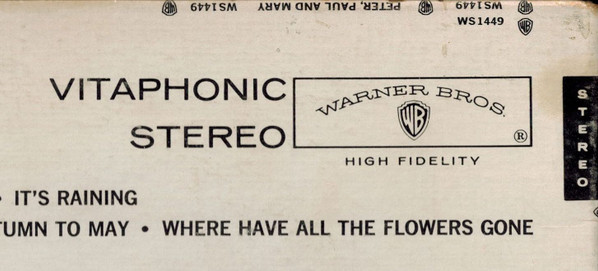 WS1449 PETER, PAUL AND MARY WS1449
WS1449
VITAPHONIC
STEREO
WARNER BROS.
WB
®
HIGH FIDELITY
STEREO
• IT'S RAINING
TUMN TO MAY • WHERE HAVE ALL THE FLOWERS GONE